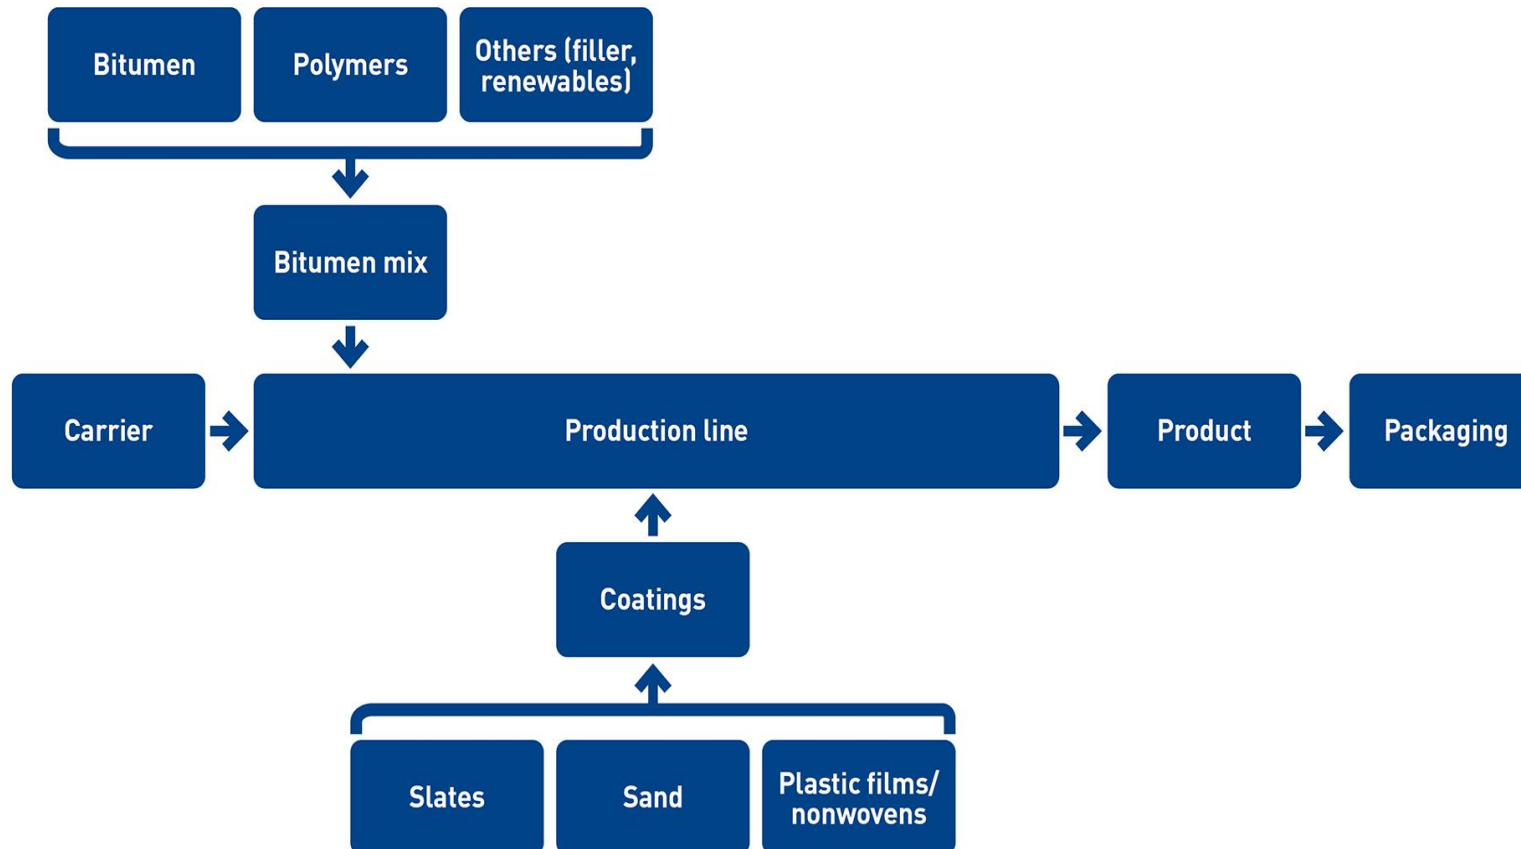 Bitumen
Polymers
Others (filler,
renewables)
Bitumen mix
Carrier
Production line
Product
Packaging
Coatings
Slates
Sand
Plastic films/
nonwovens